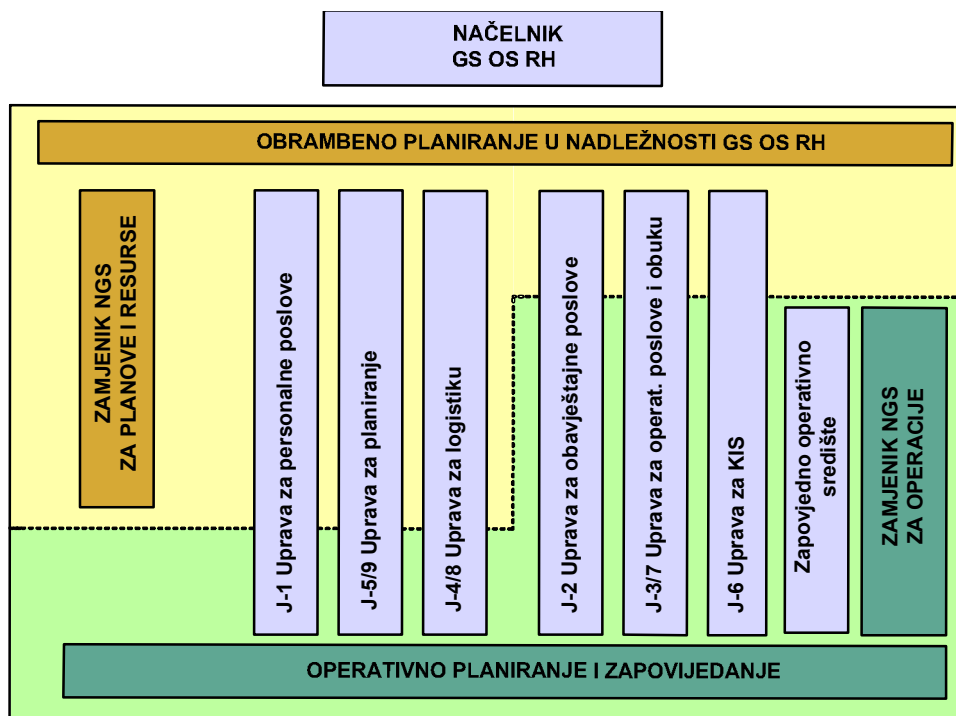 NAČELNIK
GS OS RH
OBRAMBENO PLANIRANJE U NADLEŽNOSTI GS OS RH
ZAMJENIK NGS
ZA PLANOVE I RESURSE
J-1 Uprava za personalne poslove
J-5/9 Uprava za planiranje
J-4/8 Uprava za logistiku
J-2 Uprava za obavještajne poslove
J-3/7 Uprava za operat. poslove i obuku
J-6 Uprava za KIS
Zapovjedno operativno
središte
ZAMJENIK NGS
ZA OPERACIJE
OPERATIVNO PLANIRANJE I ZAPOVIJEDANJE